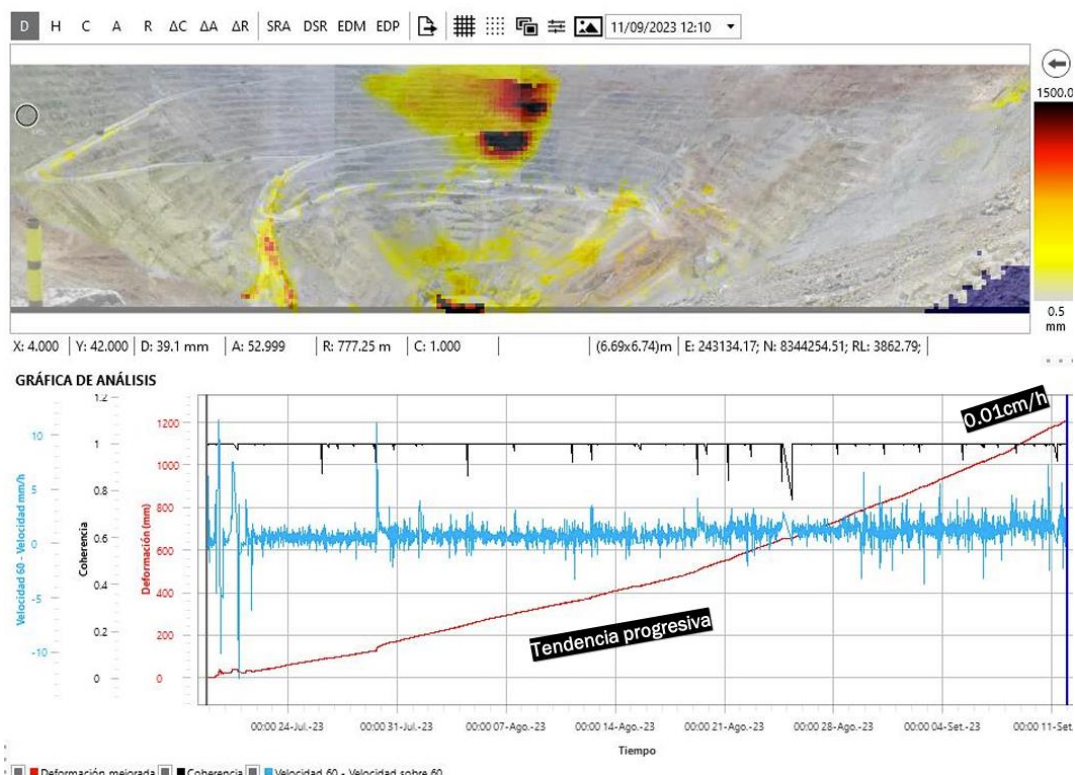 D H C A R ΔC ΔA ΔR SRA DSR EDM EDP 11/09/2023 12:10
1500.0
0.5
mm
X: 4.000 Y: 42.000 D: 39.1 mm A: 52.999 R: 777.25 m C: 1.000 (6.69x6.74)m E: 243134.17; N: 8344254.51; RL: 3862.79;
GRÁFICA DE ANÁLISIS
Velocidad 60 - Velocidad mm/h
10
5
0
-5
-10
Coherencia
1.2
1
0.8
0.6
0.4
0.2
0
Deformación (mm)
1200
1000
800
600
400
200
0
0.01cm/h
Tendencia progresiva
00:00 24-Jul.-23 00:00 31-Jul.-23 00:00 07-Ago.-23 00:00 14-Ago.-23 00:00 21-Ago.-23 00:00 28-Ago.-23 00:00 04-Set.-23 00:00 11-Set.
Tiempo
Deformación mejorada Coherencia Velocidad 60 - Velocidad sobre 60